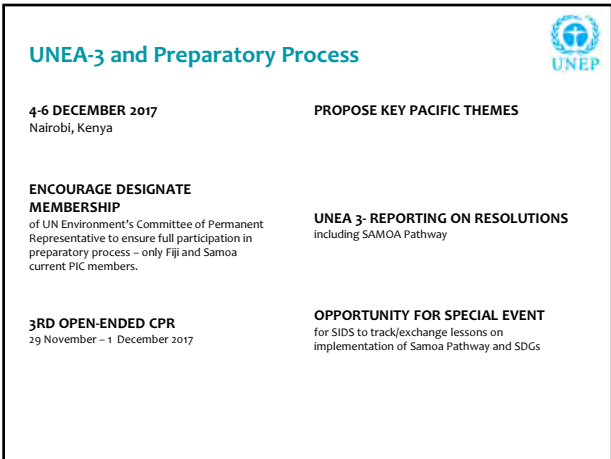 UNEA-3 and Preparatory Process
UNEP
4-6 DECEMBER 2017
Nairobi, Kenya
ENCOURAGE DESIGNATE
MEMBERSHIP
of UN Environment's Committee of Permanent
Representative to ensure full participation in
preparatory process – only Fiji and Samoa
current PIC members.
3RD OPEN-ENDED CPR
29 November – 1 December 2017
PROPOSE KEY PACIFIC THEMES
UNEA 3- REPORTING ON RESOLUTIONS
including SAMOA Pathway
OPPORTUNITY FOR SPECIAL EVENT
for SIDS to track/exchange lessons on
implementation of Samoa Pathway and SDGs